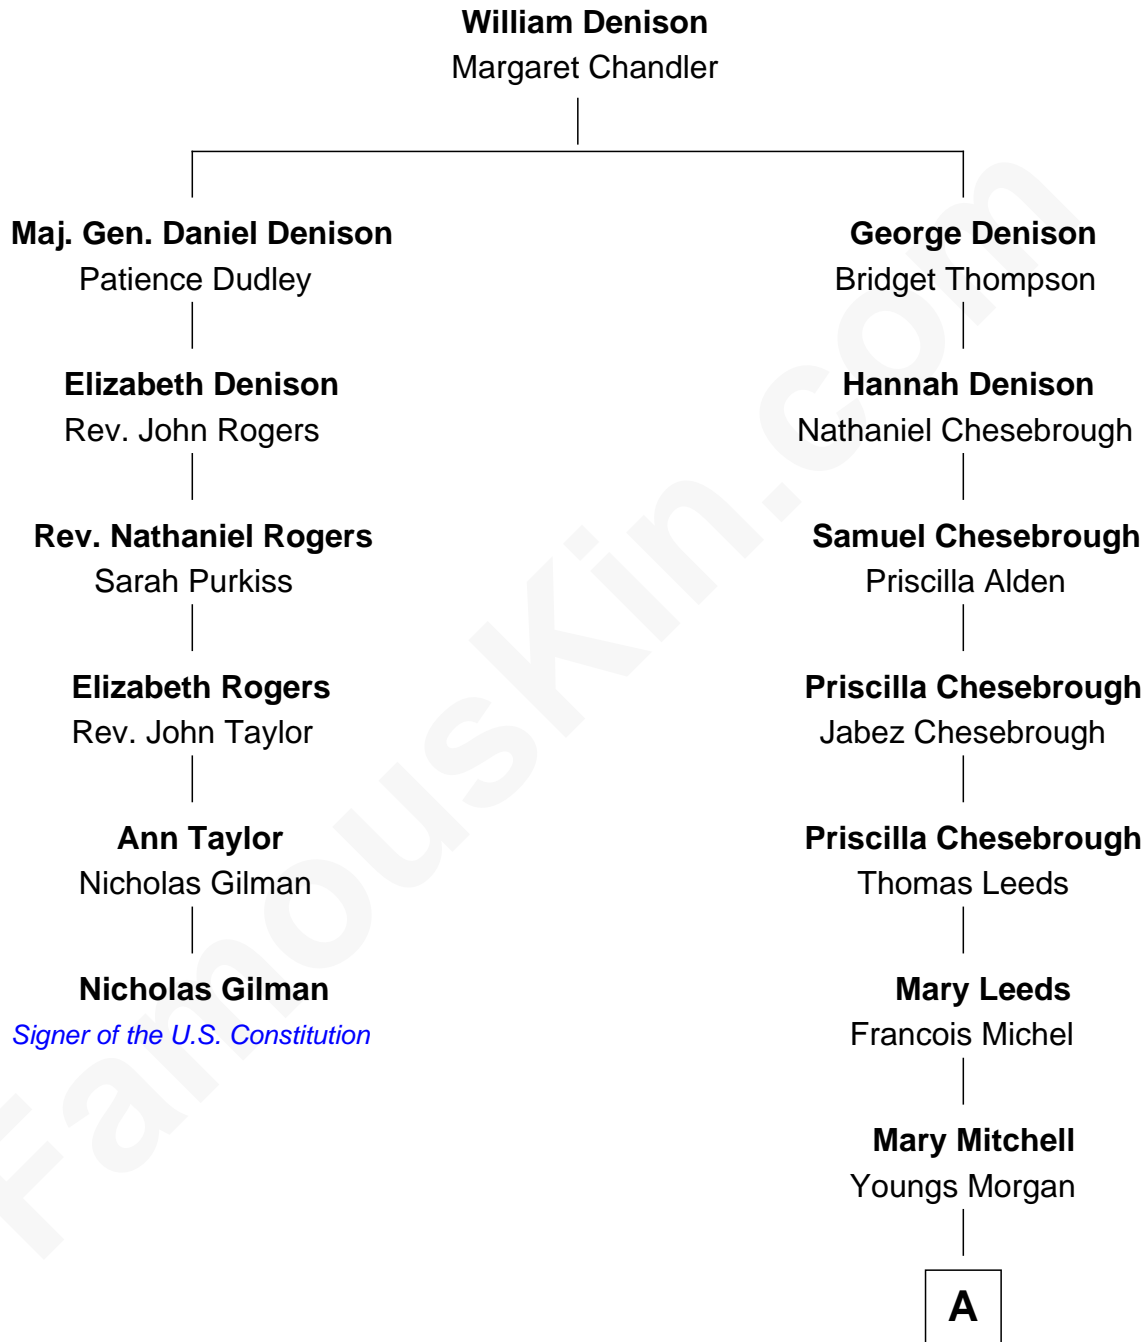 William Denison
Margaret Chandler
Maj. Gen. Daniel Denison
Patience Dudley
Elizabeth Denison
Rev. John Rogers
Rev. Nathaniel Rogers
Sarah Purkiss
Elizabeth Rogers
Rev. John Taylor
Ann Taylor
Nicholas Gilman
Nicholas Gilman
Signer of the U.S. Constitution
George Denison
Bridget Thompson
Hannah Denison
Nathaniel Chesebrough
Samuel Chesebrough
Priscilla Alden
Priscilla Chesebrough
Jabez Chesebrough
Priscilla Chesebrough
Thomas Leeds
Mary Leeds
Francois Michel
Mary Mitchell
Youngs Morgan
A
FamousKin.com